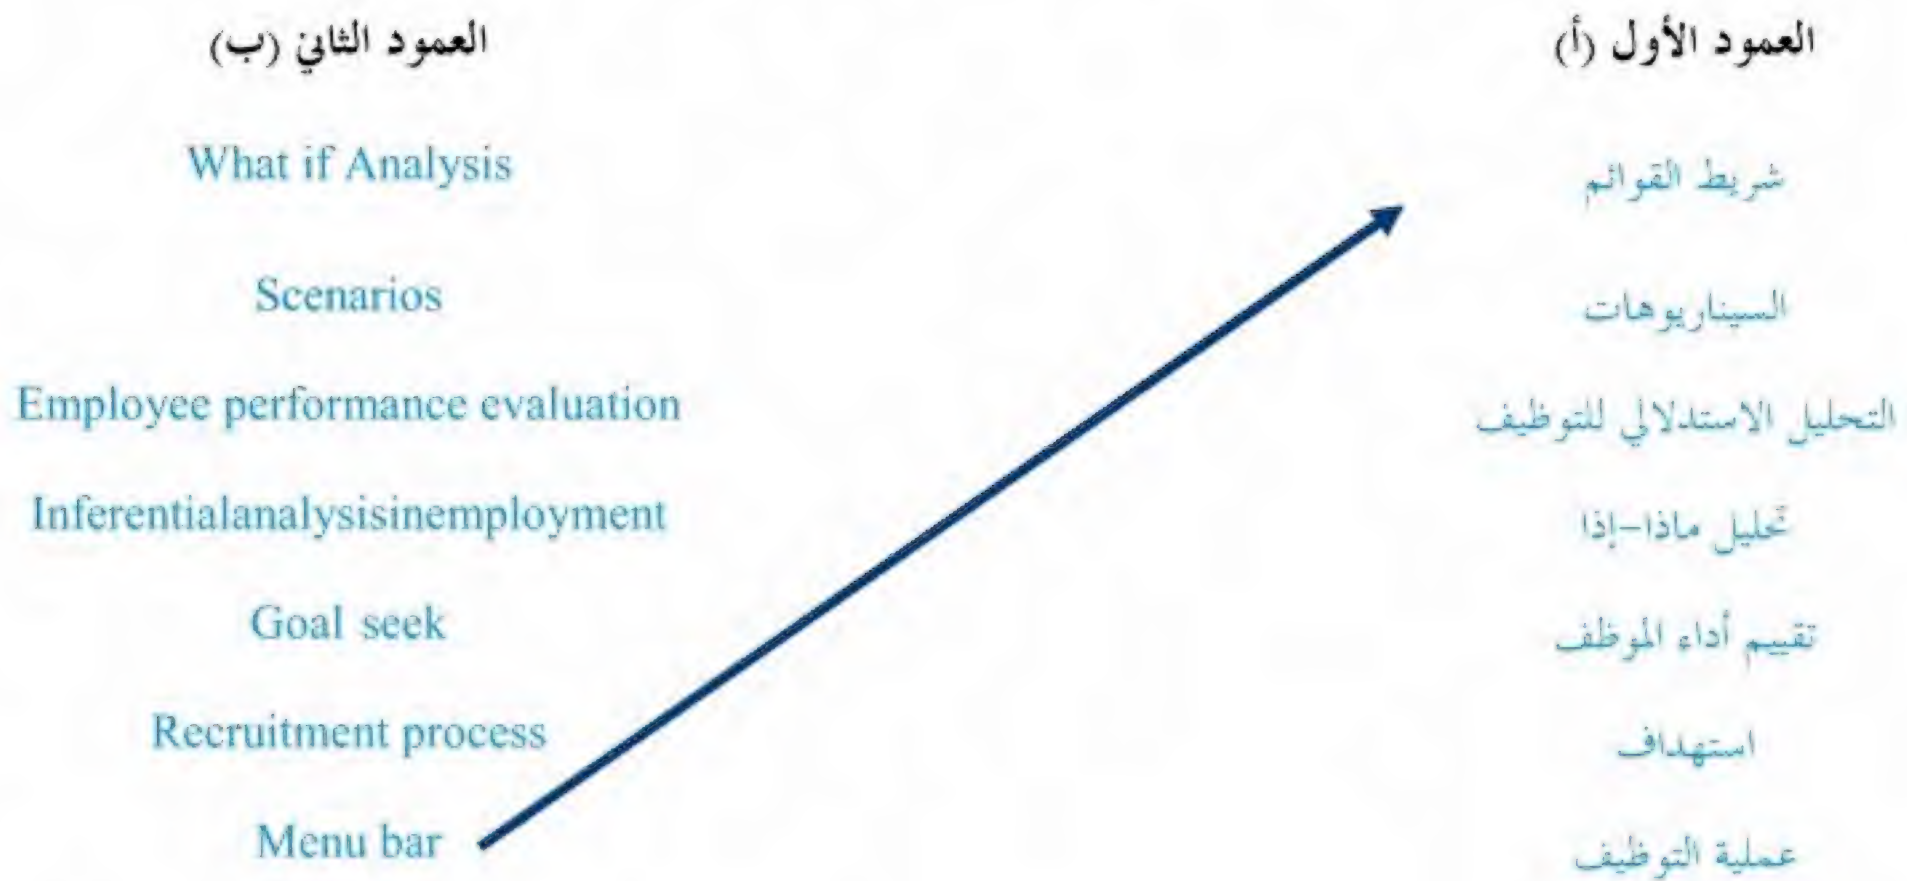 العمود الأول (أ)
العمود الثاني (ب)
شريط القوائم
What if Analysis
السيناريوهات
Scenarios
التحليل الاستدلالي للتوظيف
Employee performance evaluation
تحليل ماذا–إذا
Inferentialanalysisinemployment
تقييم أداء الموظف
Goal seek
استهداف
Recruitment process
عملية التوظيف
Menu bar